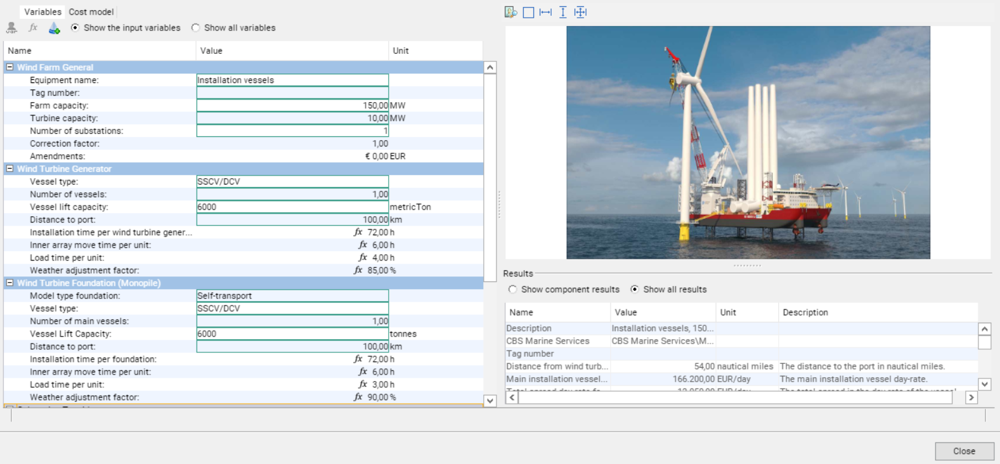 Variables Cost model
var fx Show the input variables Show all variables
Name Value Unit
Wind Farm General
Equipment name: Installation vessels
Tag number:
Farm capacity: 150,00 MW
Turbine capacity: 10,00 MW
Number of substations: 1
Correction factor: 1,00
Amendments: € 0,00 EUR
Wind Turbine Generator
Vessel type: SSCV/DCV
Number of vessels: 1,00
Vessel lift capacity: 6000 metricTon
Distance to port: 100,00 km
Installation time per wind turbine gener... fx 72,00 h
Inner array move time per unit: fx 6,00 h
Load time per unit: fx 4,00 h
Weather adjustment factor: fx 85,00 %
Wind Turbine Foundation (Monopile)
Model type foundation: Self-transport
Vessel type: SSCV/DCV
Number of main vessels: 1,00
Vessel Lift Capacity: 6000 tonnes
Distance to port: 100,00 km
Installation time per foundation: fx 72,00 h
Inner array move time per unit: fx 6,00 h
Load time per unit: fx 3,00 h
Weather adjustment factor: fx 90,00 %
Results
Show component results Show all results
Name Value Unit Description
Description Installation vessels, 150...
CBS Marine Services CBS Marine Services\M...
Tag number
Distance from wind turb... 54,00 nautical miles The distance to the port in nautical miles.
Main installation vessel... 166.200,00 EUR/day The main installation vessel day-rate.
Close